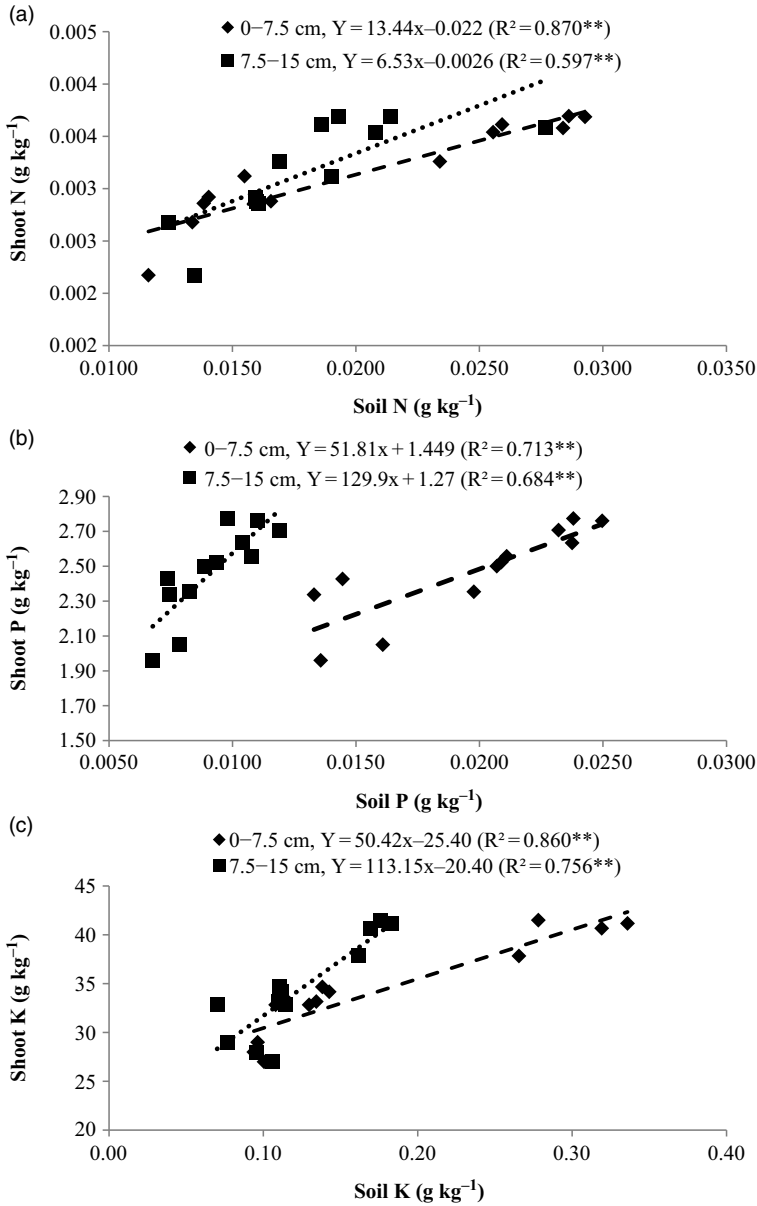 (a)
◆ 0–7.5 cm, Y = 13.44x–0.022 (R² = 0.870**)
■ 7.5–15 cm, Y = 6.53x–0.0026 (R² = 0.597**)
0.005
0.004
0.004
0.003
0.003
0.002
0.002
Shoot N (g kg⁻¹)
0.0100 0.0150 0.0200 0.0250 0.0300 0.0350
Soil N (g kg⁻¹)
(b)
◆ 0–7.5 cm, Y = 51.81x + 1.449 (R² = 0.713**)
■ 7.5–15 cm, Y = 129.9x + 1.27 (R² = 0.684**)
2.90
2.70
2.50
2.30
2.10
1.90
1.70
1.50
Shoot P (g kg⁻¹)
0.0050 0.0100 0.0150 0.0200 0.0250 0.0300
Soil P (g kg⁻¹)
(c)
◆ 0–7.5 cm, Y = 50.42x–25.40 (R² = 0.860**)
■ 7.5–15 cm, Y = 113.15x–20.40 (R² = 0.756**)
45
40
35
30
25
20
Shoot K (g kg⁻¹)
0.00 0.10 0.20 0.30 0.40
Soil K (g kg⁻¹)